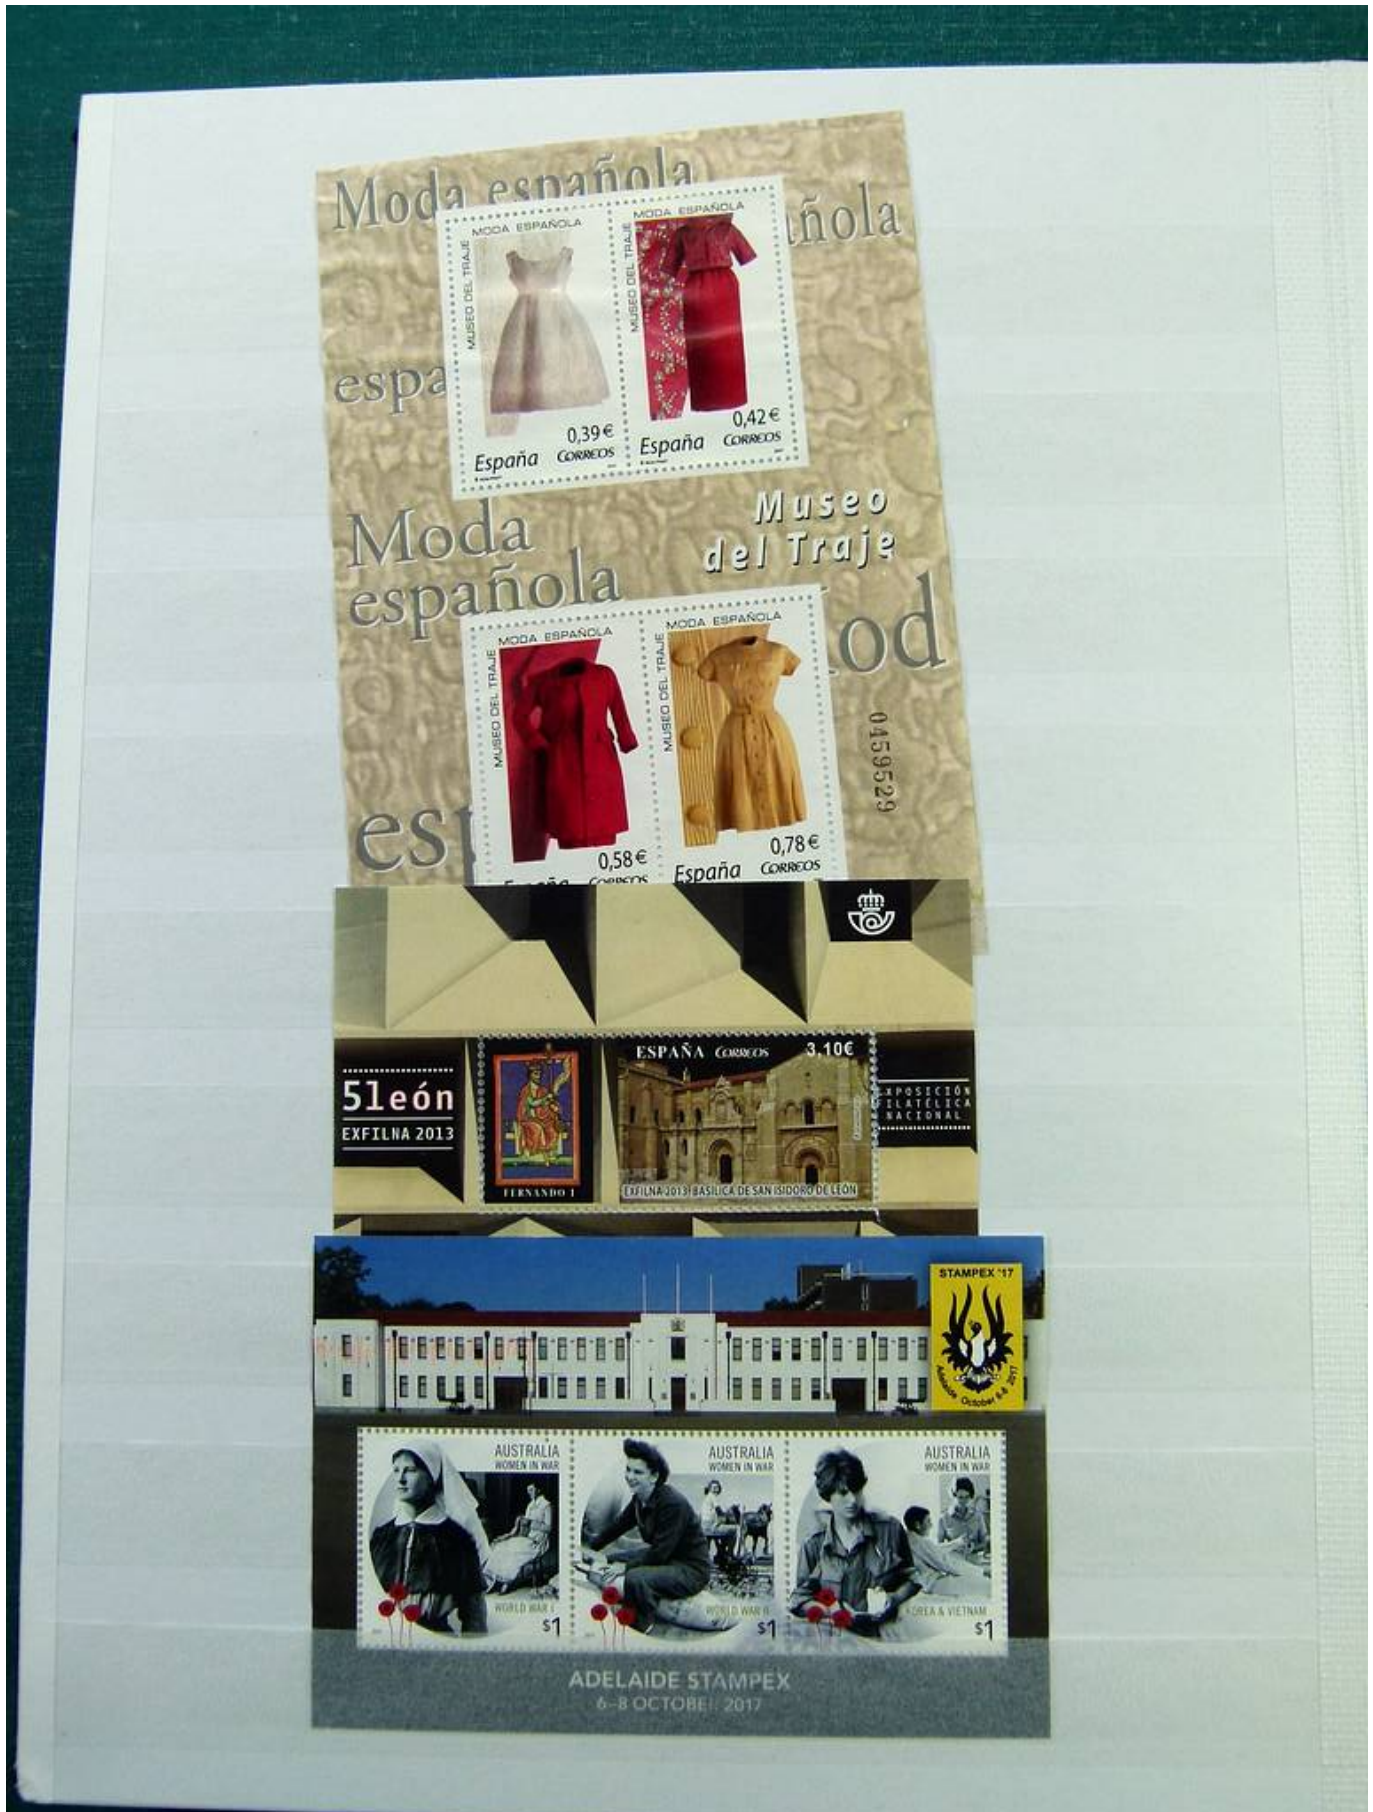 Moda española
ñola
MODA ESPAÑOLA
MUSEO DEL TRAJE
0,39€
España CORREOS
MODA ESPAÑOLA
MUSEO DEL TRAJE
0,42€
España CORREOS
espa
Museo
del Traje
Moda
española
od
MODA ESPAÑOLA
MUSEO DEL TRAJE
0,58€
España CORREOS
MODA ESPAÑOLA
MUSEO DEL TRAJE
0,78€
España CORREOS
0459529
esp
51eón
EXFILNA 2013
FERNANDO I
ESPAÑA CORREOS 3,10€
EXFILNA 2013 BASÍLICA DE SAN ISIDORO DE LEÓN
EXPOSICIÓN
FILATÉLICA
NACIONAL
STAMPEX '17
Adelaide October 6-8 2017
AUSTRALIA
WOMEN IN WAR
WORLD WAR I
$1
AUSTRALIA
WOMEN IN WAR
WORLD WAR II
$1
AUSTRALIA
WOMEN IN WAR
KOREA & VIETNAM
$1
ADELAIDE STAMPEX
6–8 OCTOBER 2017